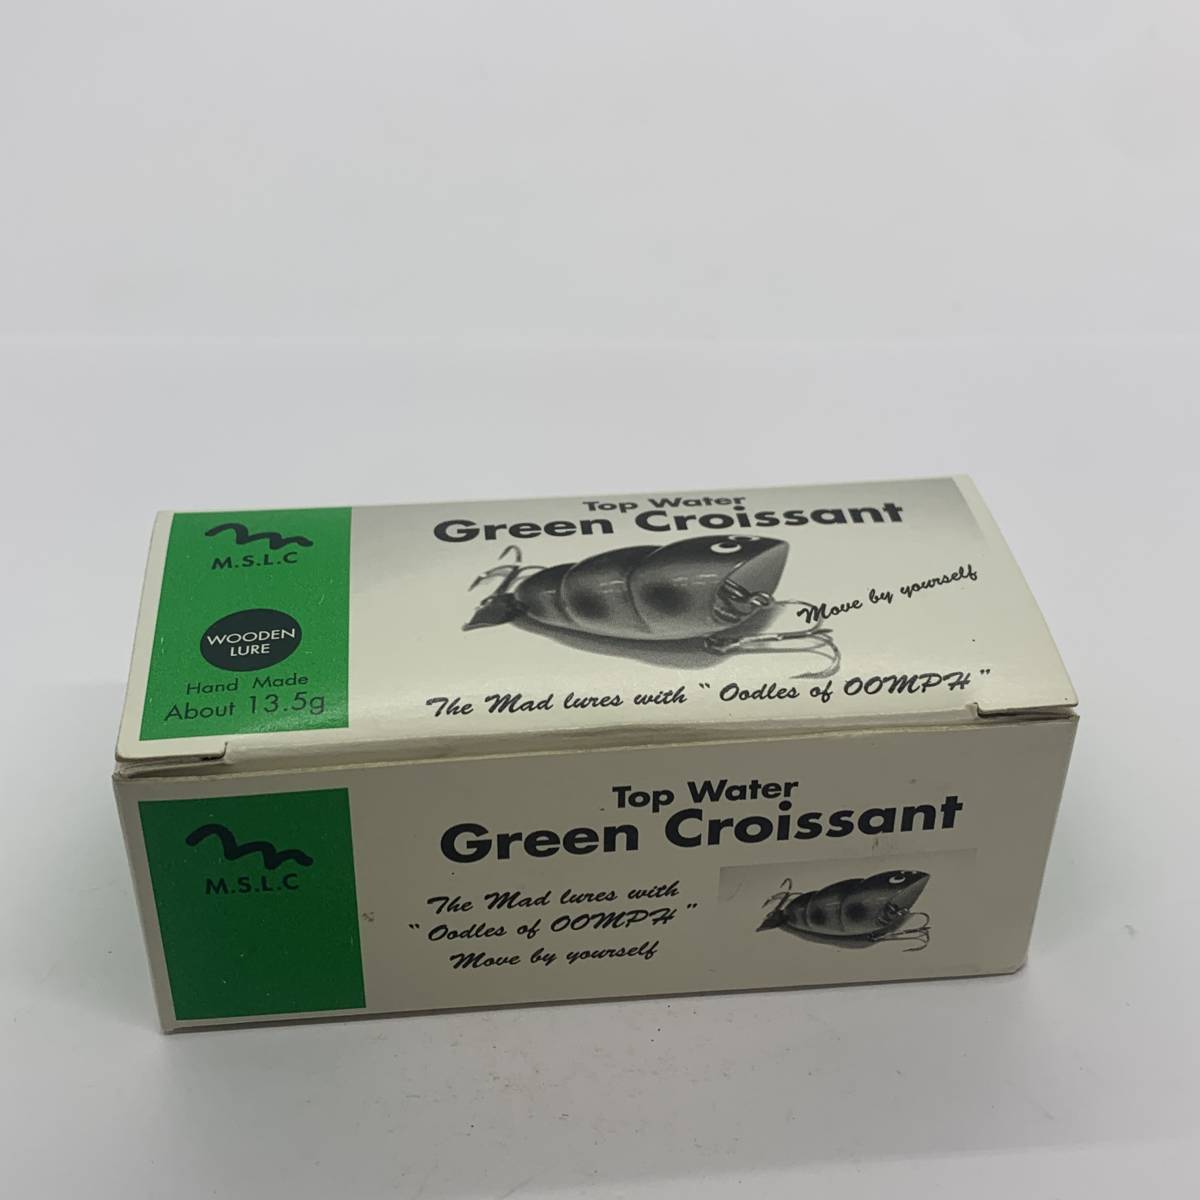 M.S.L.C
WOODEN
LURE
Hand Made
About 13.5g
Top Water
Green Croissant
Move by yourself
The Mad lures with " Oodles of OOMPH "
M.S.L.C
Top Water
Green Croissant
The Mad lures with
" Oodles of OOMPH "
Move by yourself